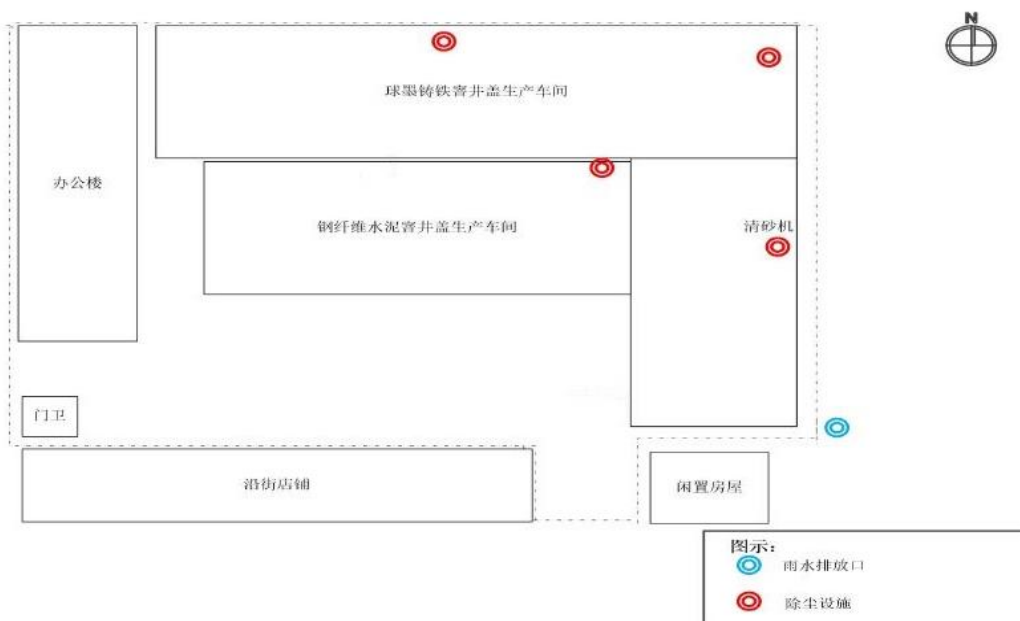 N
球墨铸铁窨井盖生产车间
办公楼
钢纤维水泥窨井盖生产车间
清砂机
门卫
沿街店铺
闲置房屋
图示：
雨水排放口
除尘设施